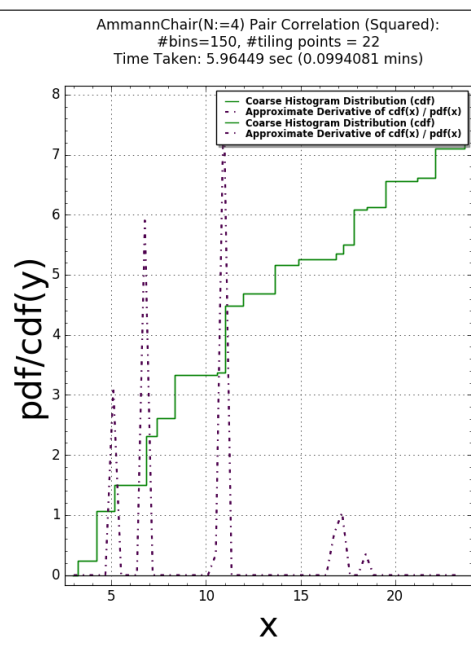 AmmannChair(N:=4) Pair Correlation (Squared):
#bins=150, #tiling points = 22
Time Taken: 5.96449 sec (0.0994081 mins)
Coarse Histogram Distribution (cdf)
Approximate Derivative of cdf(x) / pdf(x)
Coarse Histogram Distribution (cdf)
Approximate Derivative of cdf(x) / pdf(x)
8
7
6
5
4
3
2
1
0
pdf/cdf(y)
5 10 15 20
x